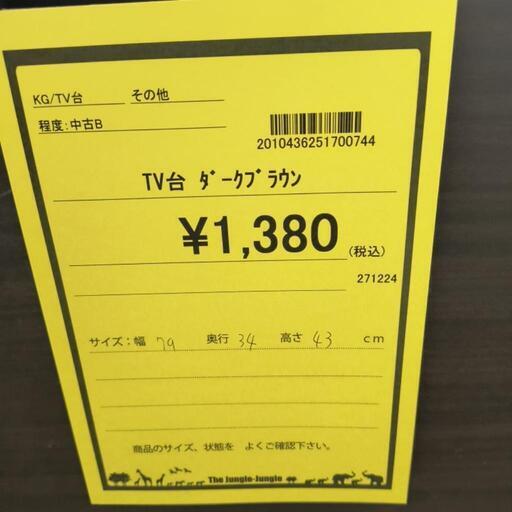 KG/TV台 その他
程度:中古B
2010436251700744
TV台 ﾀﾞｰｸﾌﾞﾗｳﾝ
¥1,380(税込)
271224
サイズ:幅 79 奥行 34 高さ 43 cm
商品のサイズ、状態を よくご確認下さい。
The Jungle-Jungle